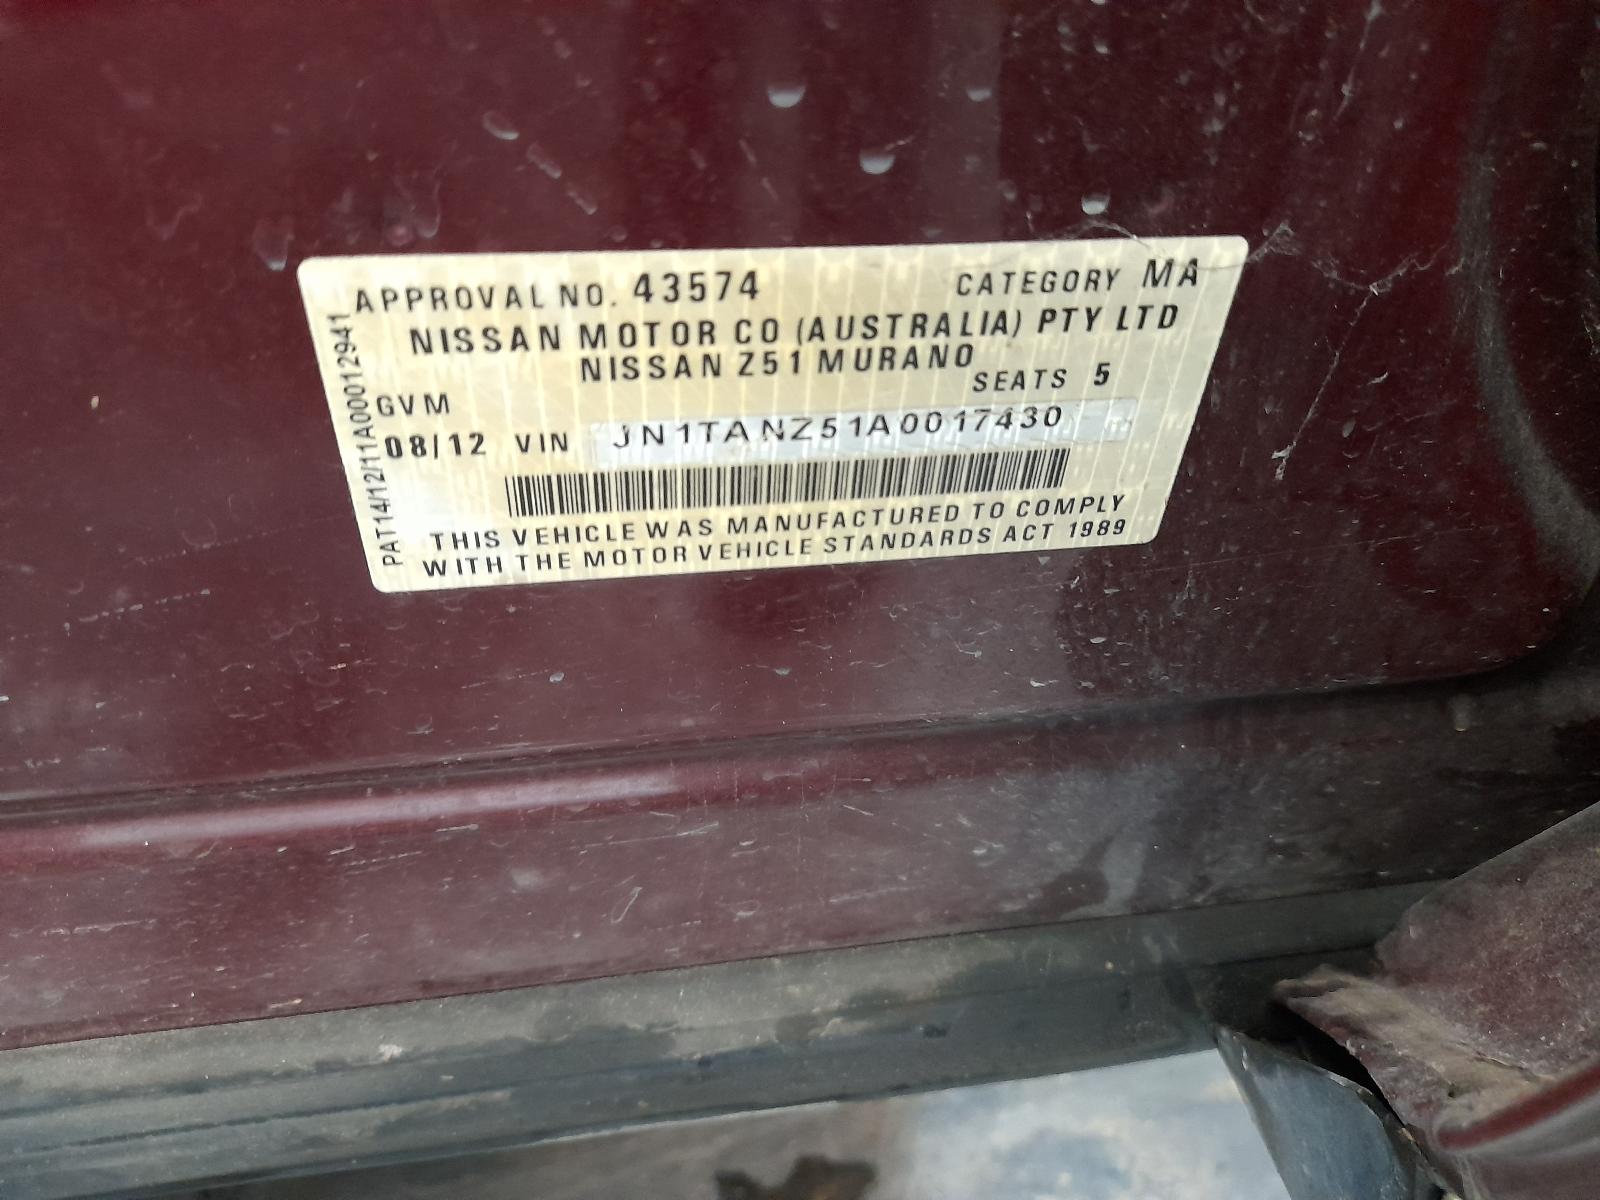 APPROVAL NO. 43574 CATEGORY MA
NISSAN MOTOR CO (AUSTRALIA) PTY LTD
NISSAN Z51 MURANO
SEATS 5
GVM
08/12 VIN JN1TANZ51A0017430
THIS VEHICLE WAS MANUFACTURED TO COMPLY
WITH THE MOTOR VEHICLE STANDARDS ACT 1989
PAT14/12/11A00012941